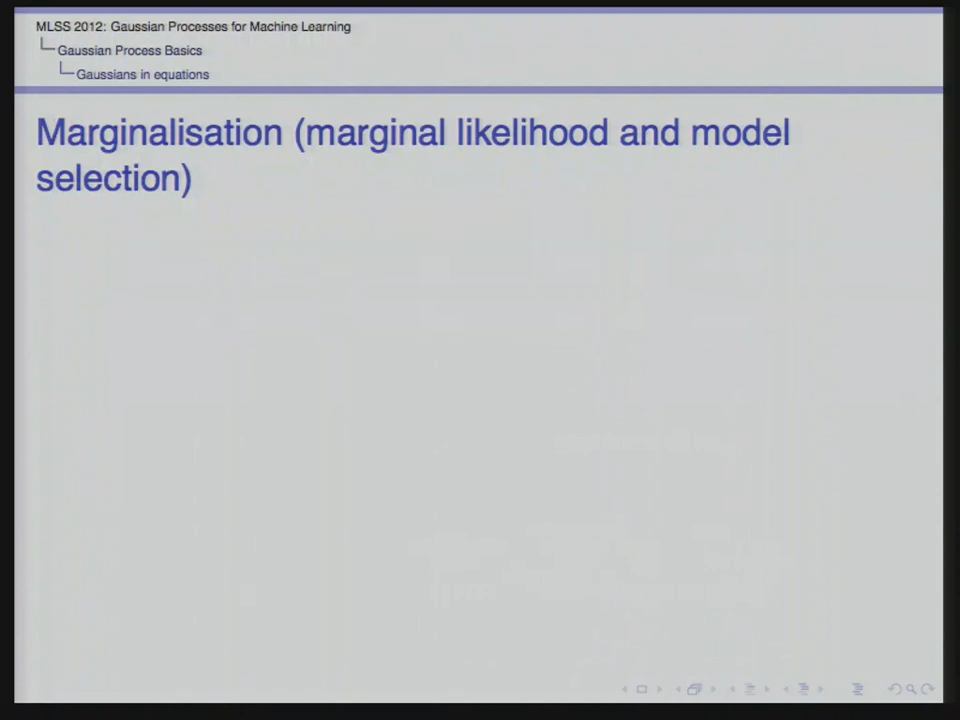 MLSS 2012: Gaussian Processes for Machine Learning
Gaussian Process Basics
Gaussians in equations
Marginalisation (marginal likelihood and model
selection)